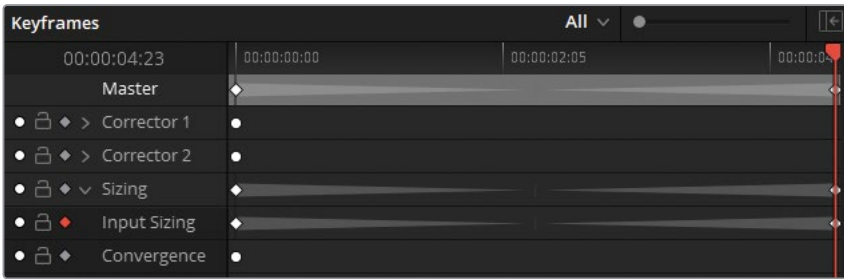 Keyframes All
00:00:04:23 00:00:00:00 00:00:02:05
Master
Corrector 1
Corrector 2
Sizing
Input Sizing
Convergence